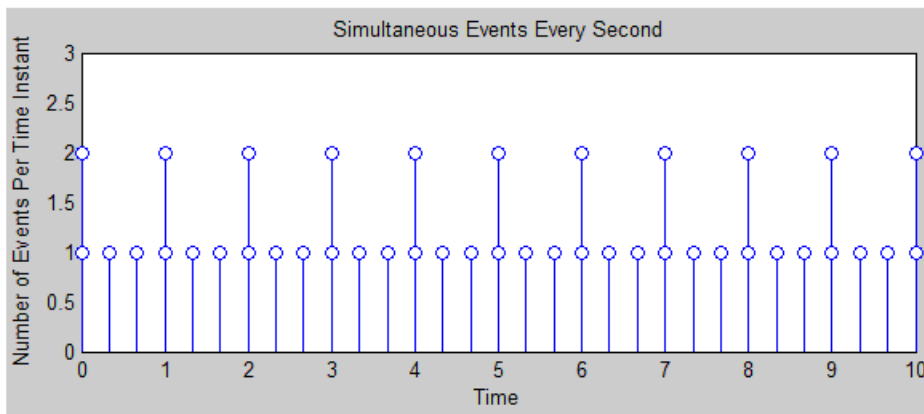 Simultaneous Events Every Second
Number of Events Per Time Instant
3
2.5
2
1.5
1
0.5
0
0 1 2 3 4 5 6 7 8 9 10
Time